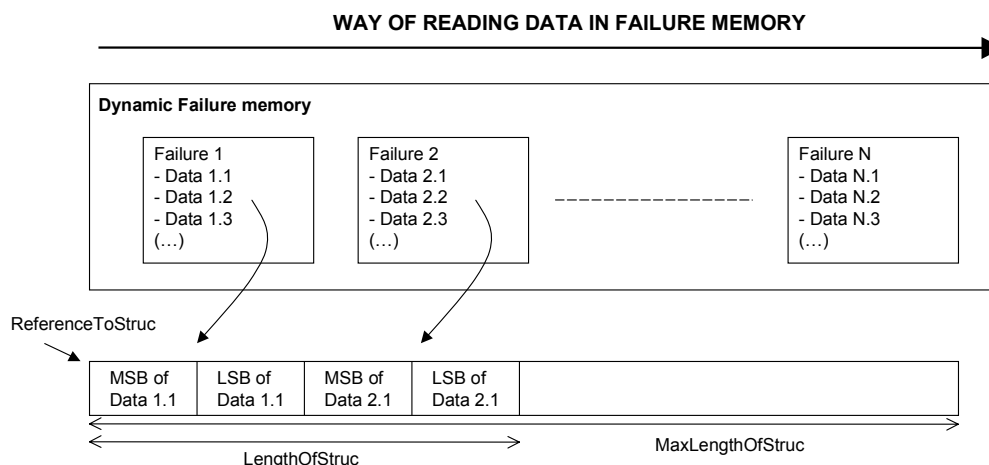 WAY OF READING DATA IN FAILURE MEMORY
Dynamic Failure memory
Failure 1
- Data 1.1
- Data 1.2
- Data 1.3
(...)
Failure 2
- Data 2.1
- Data 2.2
- Data 2.3
(...)
Failure N
- Data N.1
- Data N.2
- Data N.3
(...)
ReferenceToStruc
MSB of
Data 1.1
LSB of
Data 1.1
MSB of
Data 2.1
LSB of
Data 2.1
MaxLengthOfStruc
LengthOfStruc